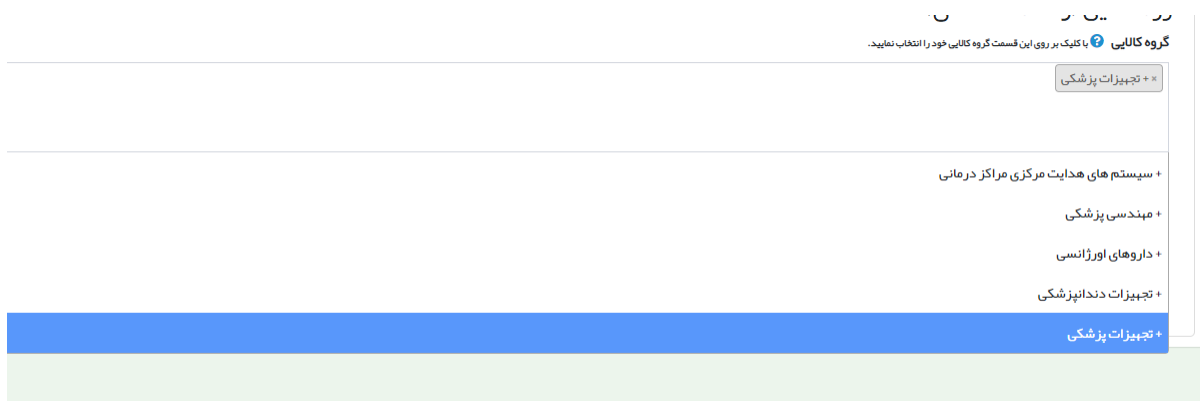 گروه کالایی ? با کلیک بر روی این قسمت گروه کالایی خود را انتخاب نمایید.
× + تجهیزات پزشکی
+ سیستم های هدایت مرکزی مراکز درمانی
+ مهندسی پزشکی
+ داروهای اورژانسی
+ تجهیزات دندانپزشکی
+ تجهیزات پزشکی